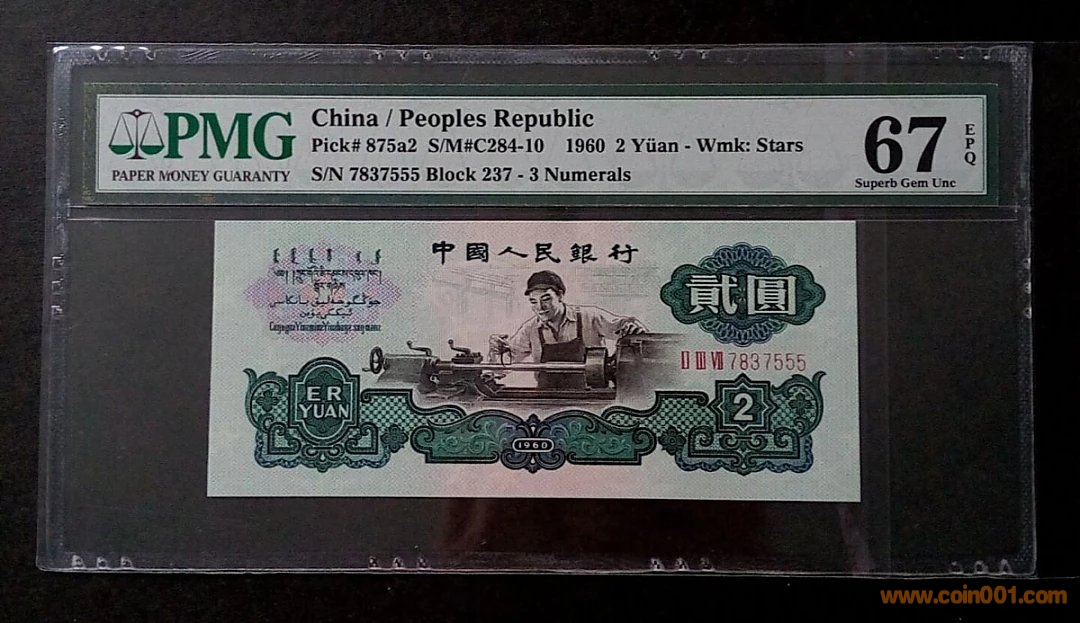 PMG
PAPER MONEY GUARANTY
China / Peoples Republic
Pick# 875a2 S/M#C284-10 1960 2 Yüan - Wmk: Stars
S/N 7837555 Block 237 - 3 Numerals
67
EPQ
Superb Gem Unc
中國人民銀行
貳圓
I III VII 7837555
ER
YUAN
2
1960
www.coin001.com